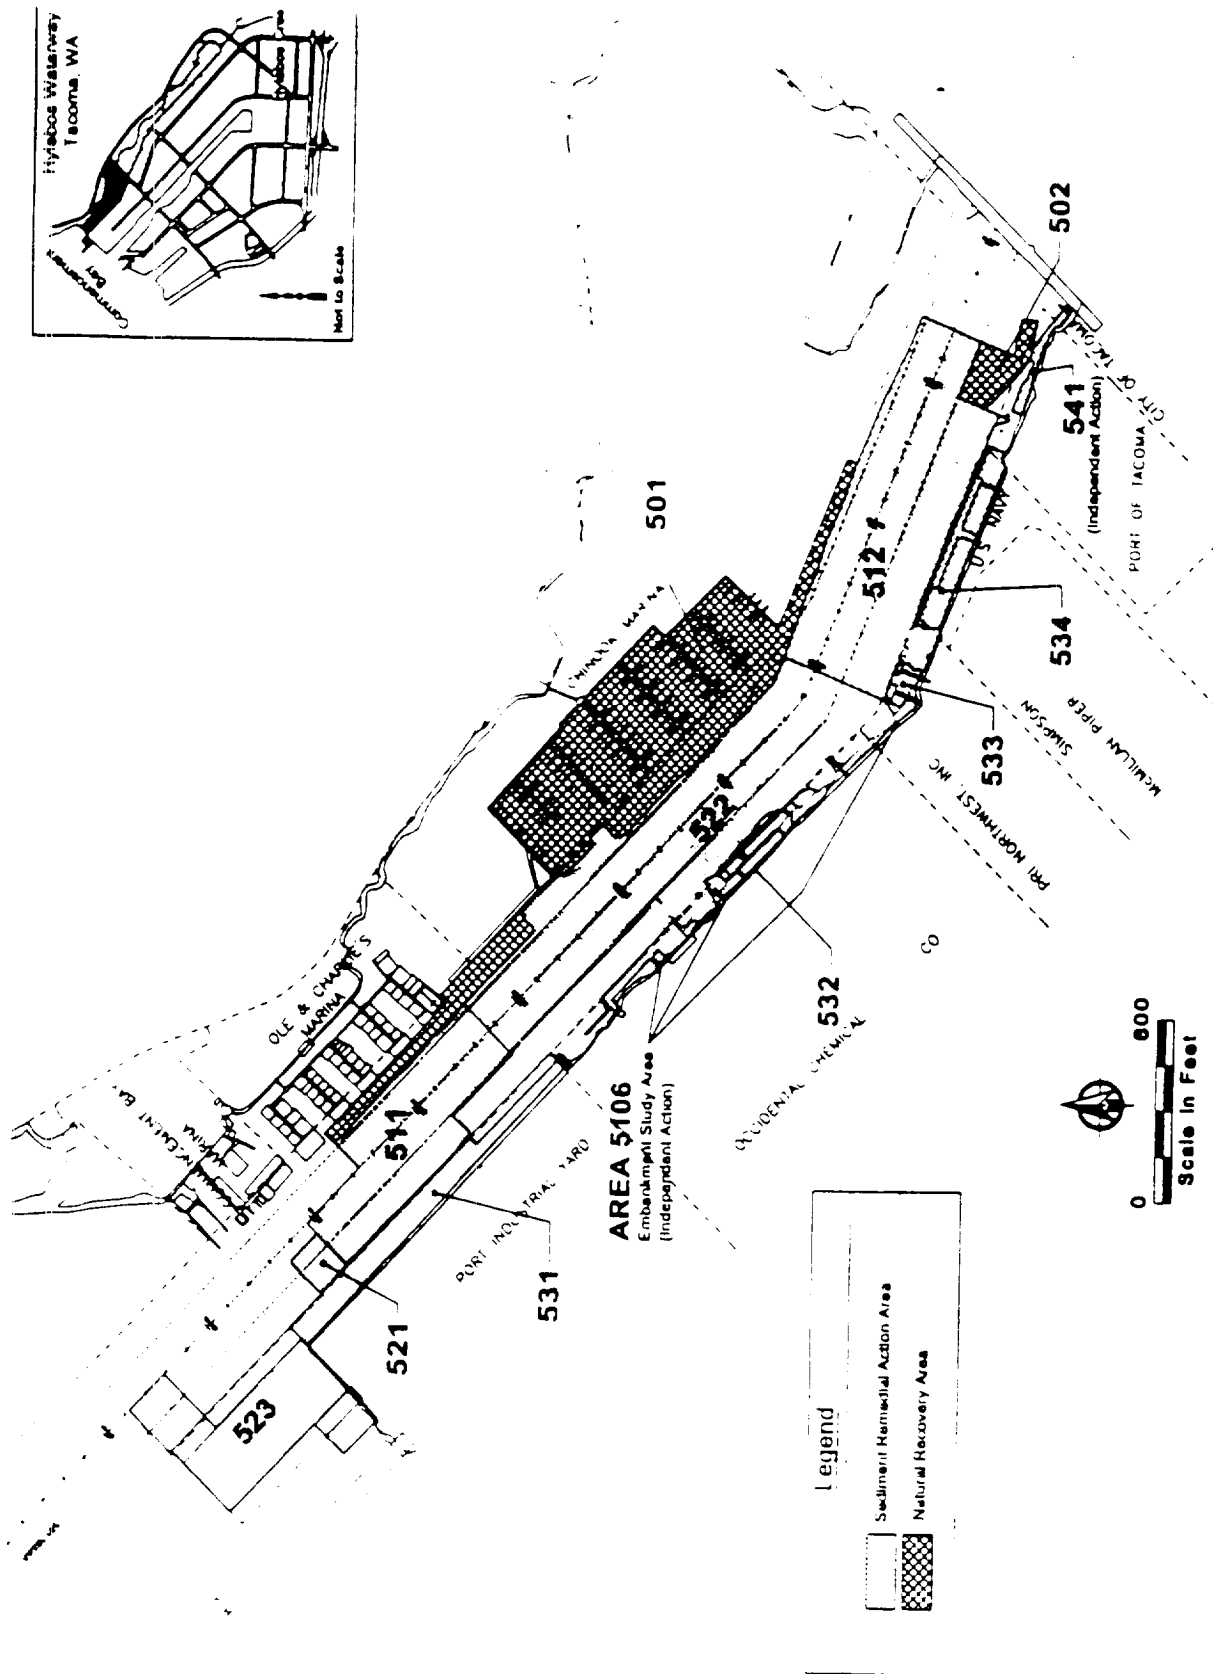 Hylebos Waterway
Tacoma, WA
Commencement
Bay
Not to Scale
501
502
OLE & CHARLIE'S
MARINA
CHINOOK MARINA
MARINA
511
512
522
523
521
531
AREA 5106
Embankment Study Area
(Independent Action)
532
533
534
541
(Independent Action)
PORT INDUSTRIAL YARD
OCCIDENTAL CHEMICAL
CO
PRI NORTHWEST, INC
SIMPSON
McMILLAN PIPER
U S NAVY
PORT OF TACOMA
CITY OF TACOMA
Legend
Sediment Remedial Action Area
Natural Recovery Area
0
600
Scale in Feet